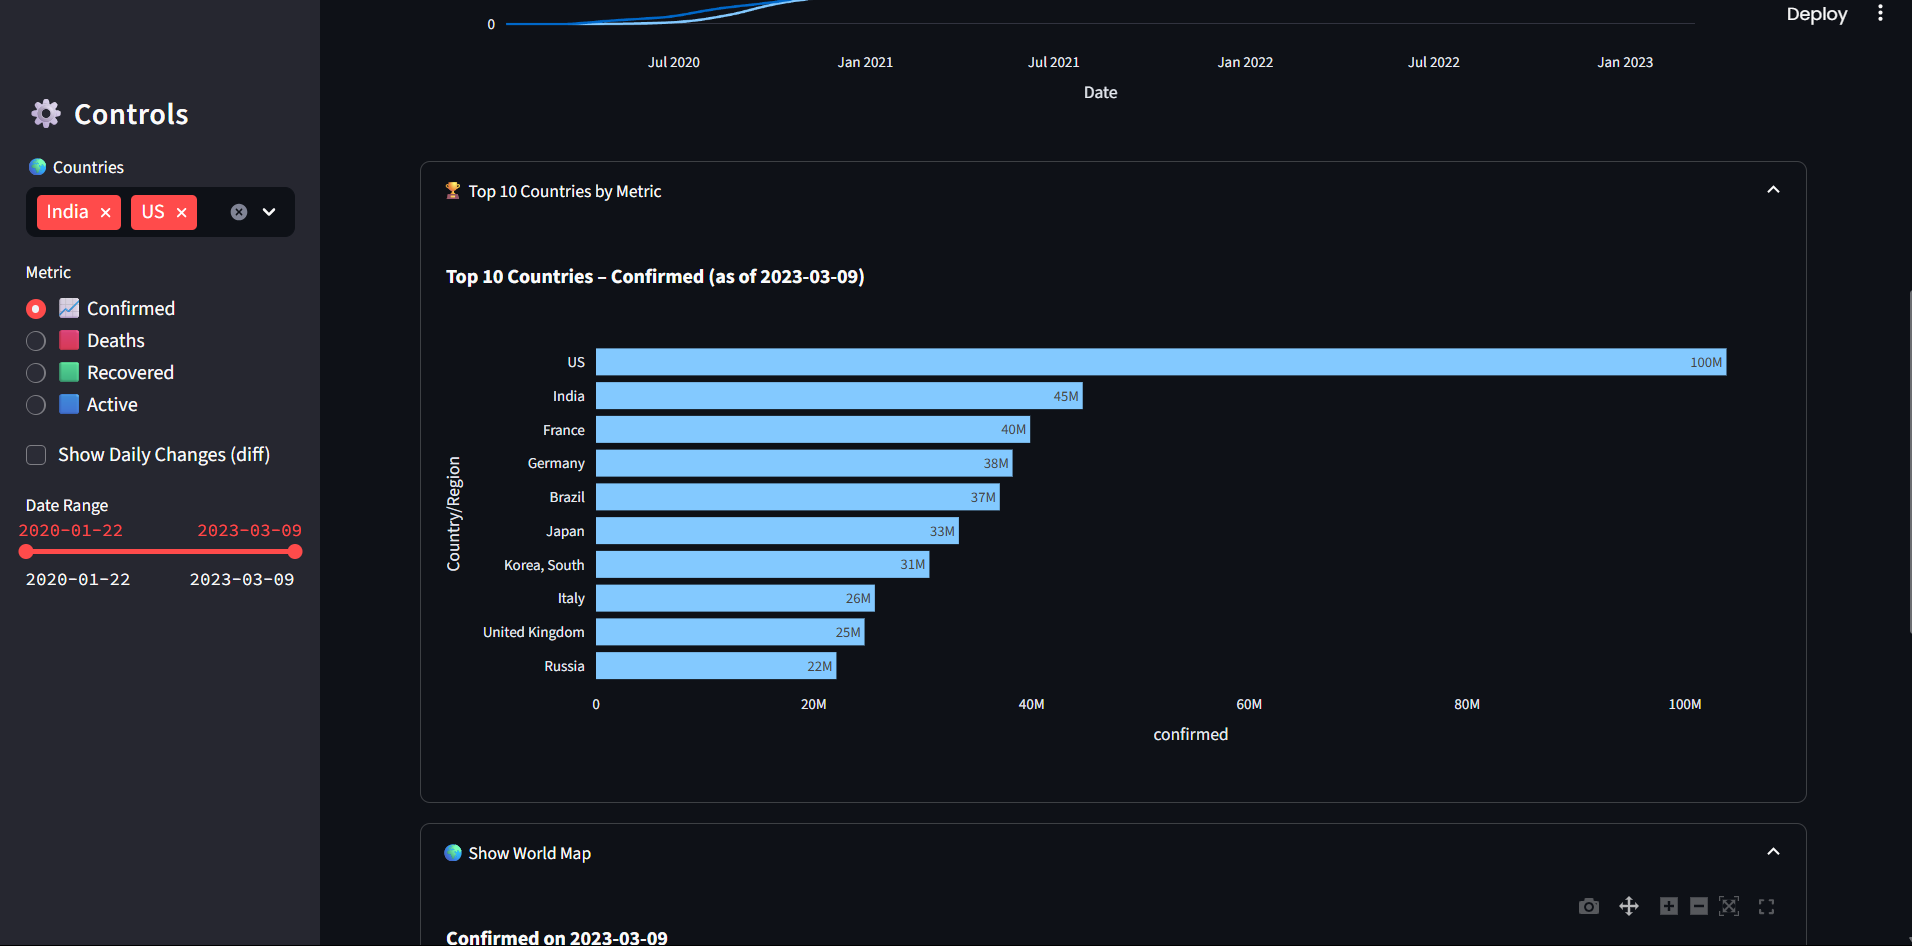 Deploy
0
Jul 2020 Jan 2021 Jul 2021 Jan 2022 Jul 2022 Jan 2023
Date
Controls
Countries
India × US ×
Metric
Confirmed
Deaths
Recovered
Active
Show Daily Changes (diff)
Date Range
2020-01-22 2023-03-09
2020-01-22 2023-03-09
Top 10 Countries by Metric
Top 10 Countries – Confirmed (as of 2023-03-09)
Country/Region
US 100M
India 45M
France 40M
Germany 38M
Brazil 37M
Japan 33M
Korea, South 31M
Italy 26M
United Kingdom 25M
Russia 22M
0 20M 40M 60M 80M 100M
confirmed
Show World Map
Confirmed on 2023-03-09